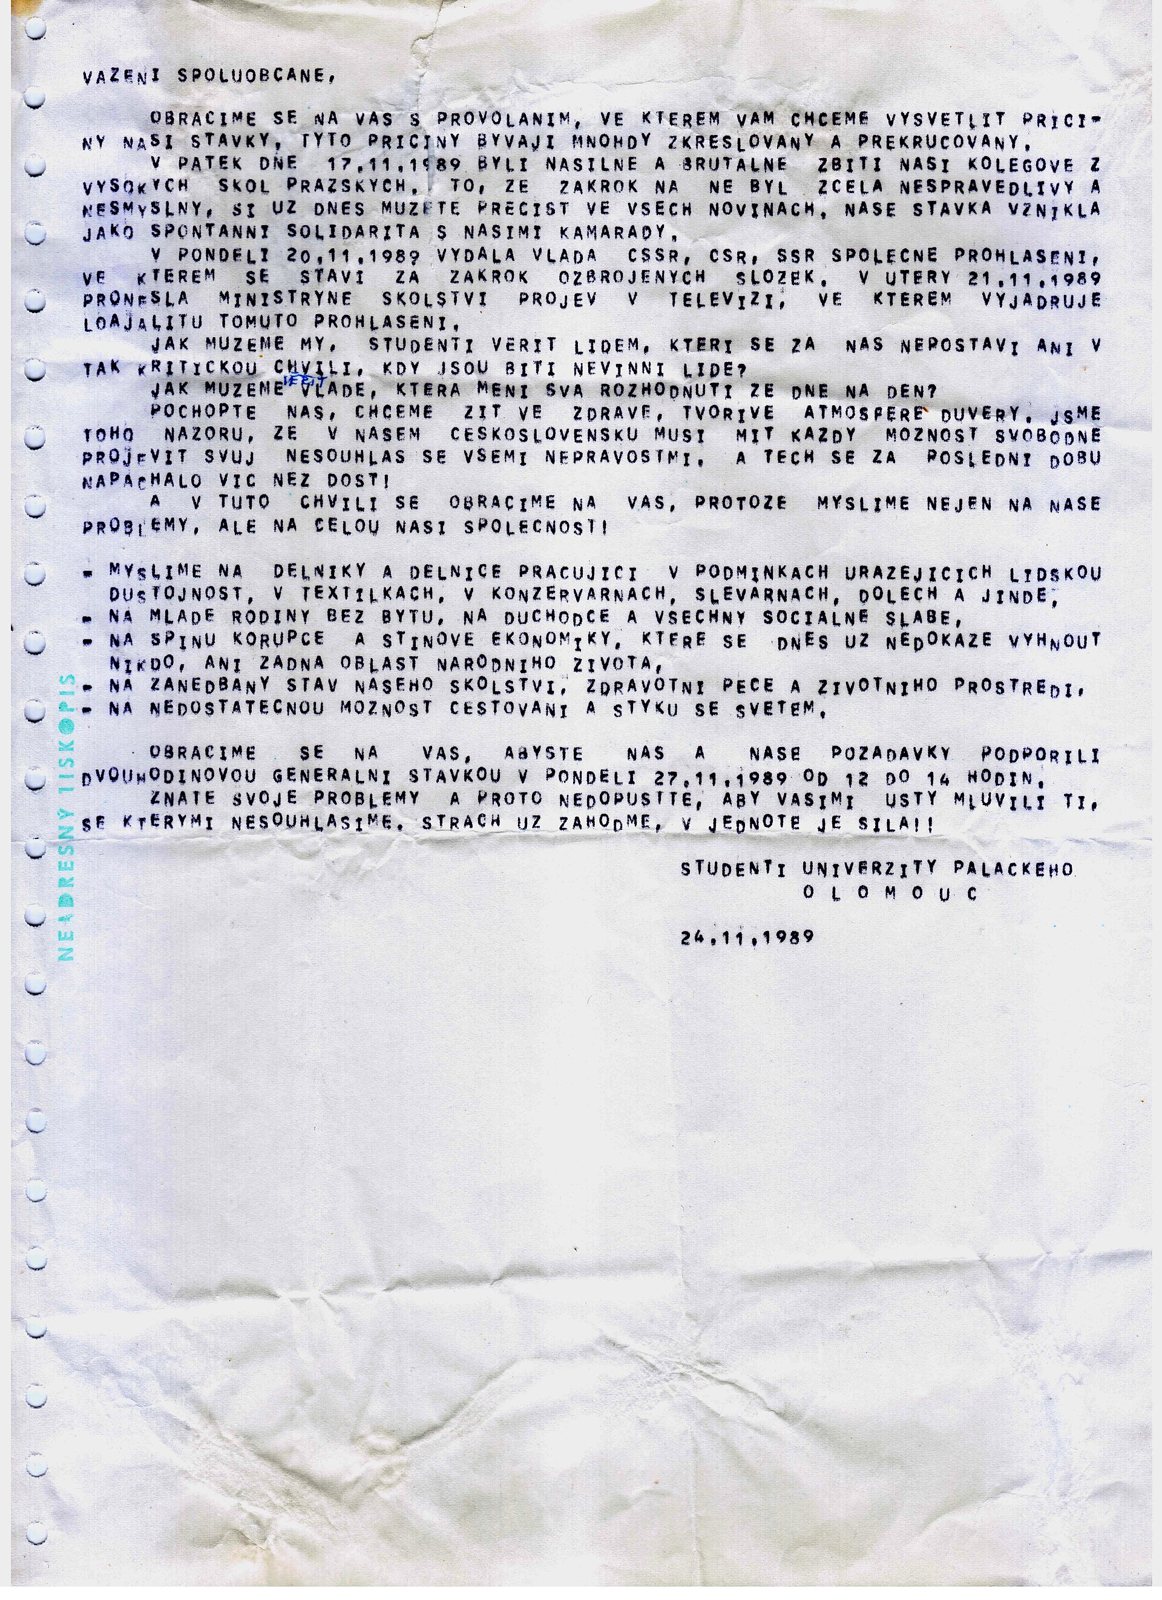 VAZENI SPOLUOBCANE,
OBRACIME SE NA VAS S PROVOLANIM, VE KTEREM VAM CHCEME VYSVETLIT PRICI-
NY NASI STAVKY, TYTO PRICINY BYVAJI MNOHDY ZKRESLOVANY A PREKRUCOVANY.
V PATEK DNE 17.11.1989 BYLI NASILNE A BRUTALNE ZBITI NASI KOLEGOVE Z
VYSOKYCH SKOL PRAZSKYCH. TO, ZE ZAKROK NA NE BYL ZCELA NESPRAVEDLIVY A
NESMYSLNY, SI UZ DNES MUZETE PRECIST VE VSECH NOVINACH. NASE STAVKA VZNIKLA
JAKO SPONTANNI SOLIDARITA S NASIMI KAMARADY.
V PONDELI 20.11.1989 VYDALA VLADA CSSR, CSR, SSR SPOLECNE PROHLASENI,
VE KTEREM SE STAVI ZA ZAKROK OZBROJENYCH SLOZEK. V UTERY 21.11.1989
PRONESLA MINISTRYNE SKOLSTVI PROJEV V TELEVIZI, VE KTEREM VYJADRUJE
LOAJALITU TOMUTO PROHLASENI.
JAK MUZEME MY, STUDENTI VERIT LIDEM, KTERI SE ZA NAS NEPOSTAVI ANI V
TAK KRITICKOU CHVILI, KDY JSOU BITI NEVINNI LIDE?
JAK MUZEME VĚŘIT VLADE, KTERA MENI SVA ROZHODNUTI ZE DNE NA DEN?
POCHOPTE NAS, CHCEME ZIT VE ZDRAVE, TVORIVE ATMOSFERE DUVERY. JSME
TOHO NAZORU, ZE V NASEM CESKOSLOVENSKU MUSI MIT KAZDY MOZNOST SVOBODNE
PROJEVIT SVUJ NESOUHLAS SE VSEMI NEPRAVOSTMI. A TECH SE ZA POSLEDNI DOBU
NAPACHALO VIC NEZ DOST!
A V TUTO CHVILI SE OBRACIME NA VAS, PROTOZE MYSLIME NEJEN NA NASE
PROBLEMY, ALE NA CELOU NASI SPOLECNOST!
- MYSLIME NA DELNIKY A DELNICE PRACUJICI V PODMINKACH URAZEJICICH LIDSKOU
DUSTOJNOST, V TEXTILKACH, V KONZERVARNACH, SLEVARNACH, DOLECH A JINDE,
- NA MLADE RODINY BEZ BYTU, NA DUCHODCE A VSECHNY SOCIALNE SLABE,
- NA SPINU KORUPCE A STINOVE EKONOMIKY, KTERE SE DNES UZ NEDOKAZE VYHNOUT
NIKDO, ANI ZADNA OBLAST NARODNIHO ZIVOTA,
- NA ZANEDBANY STAV NASEHO SKOLSTVI, ZDRAVOTNI PECE A ZIVOTNIHO PROSTREDI,
- NA NEDOSTATECNOU MOZNOST CESTOVANI A STYKU SE SVETEM.
OBRACIME SE NA VAS, ABYSTE NAS A NASE POZADAVKY PODPORILI
DVOUHODINOVOU GENERALNI STAVKOU V PONDELI 27.11.1989 OD 12 DO 14 HODIN.
ZNATE SVOJE PROBLEMY A PROTO NEDOPUSTTE, ABY VASIMI USTY MLUVILI TI,
SE KTERYMI NESOUHLASIME. STRACH UZ ZAHODME, V JEDNOTE JE SILA!!
STUDENTI UNIVERZITY PALACKEHO
O L O M O U C
24.11.1989
NEADRESNÝ TISKOPIS